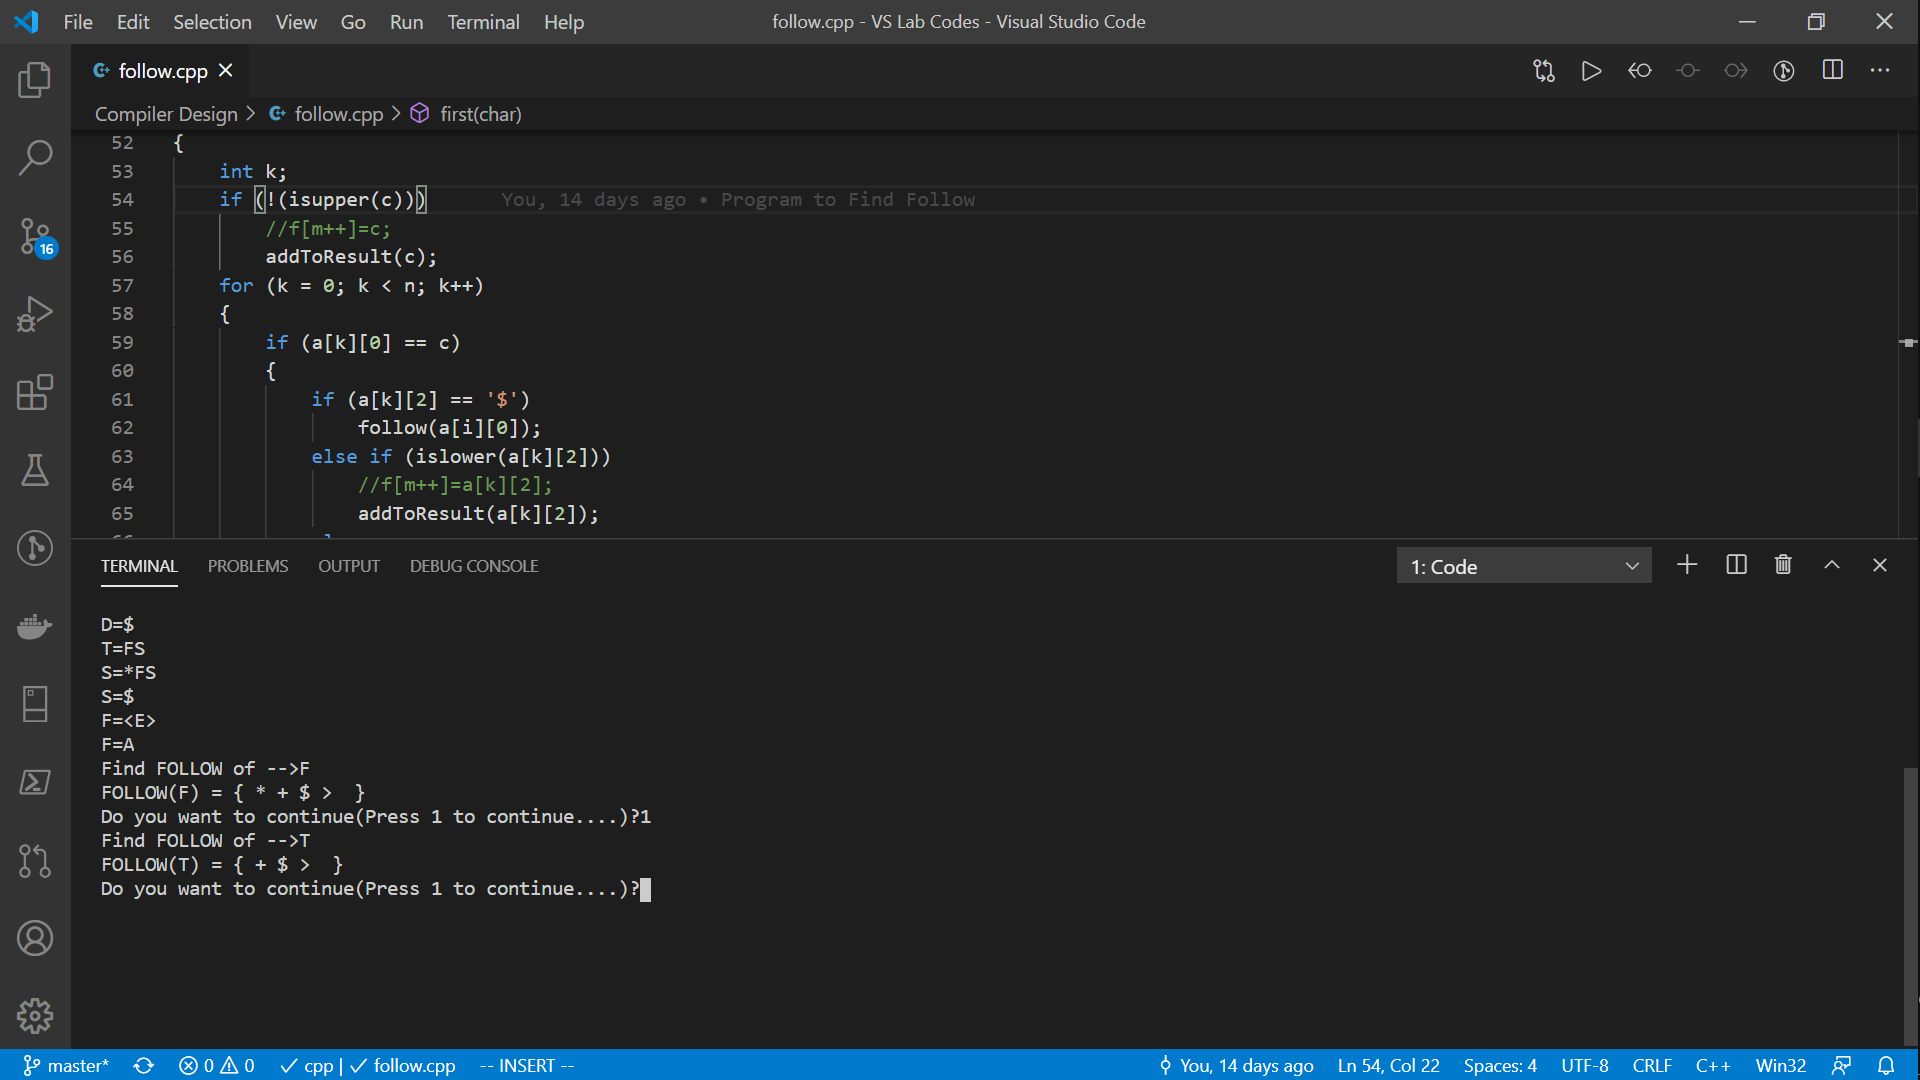 File Edit Selection View Go Run Terminal Help follow.cpp - VS Lab Codes - Visual Studio Code
follow.cpp
Compiler Design > follow.cpp > first(char)
52 {
53 int k;
54 if (!(isupper(c))) You, 14 days ago • Program to Find Follow
55 //f[m++]=c;
56 addToResult(c);
57 for (k = 0; k < n; k++)
58 {
59 if (a[k][0] == c)
60 {
61 if (a[k][2] == '$')
62 follow(a[i][0]);
63 else if (islower(a[k][2]))
64 //f[m++]=a[k][2];
65 addToResult(a[k][2]);
16
TERMINAL PROBLEMS OUTPUT DEBUG CONSOLE 1: Code
D=$
T=FS
S=*FS
S=$
F=<E>
F=A
Find FOLLOW of -->F
FOLLOW(F) = { * + $ >  }
Do you want to continue(Press 1 to continue....)?1
Find FOLLOW of -->T
FOLLOW(T) = { + $ >  }
Do you want to continue(Press 1 to continue....)?
master* 0 0 cpp | follow.cpp -- INSERT -- You, 14 days ago Ln 54, Col 22 Spaces: 4 UTF-8 CRLF C++ Win32